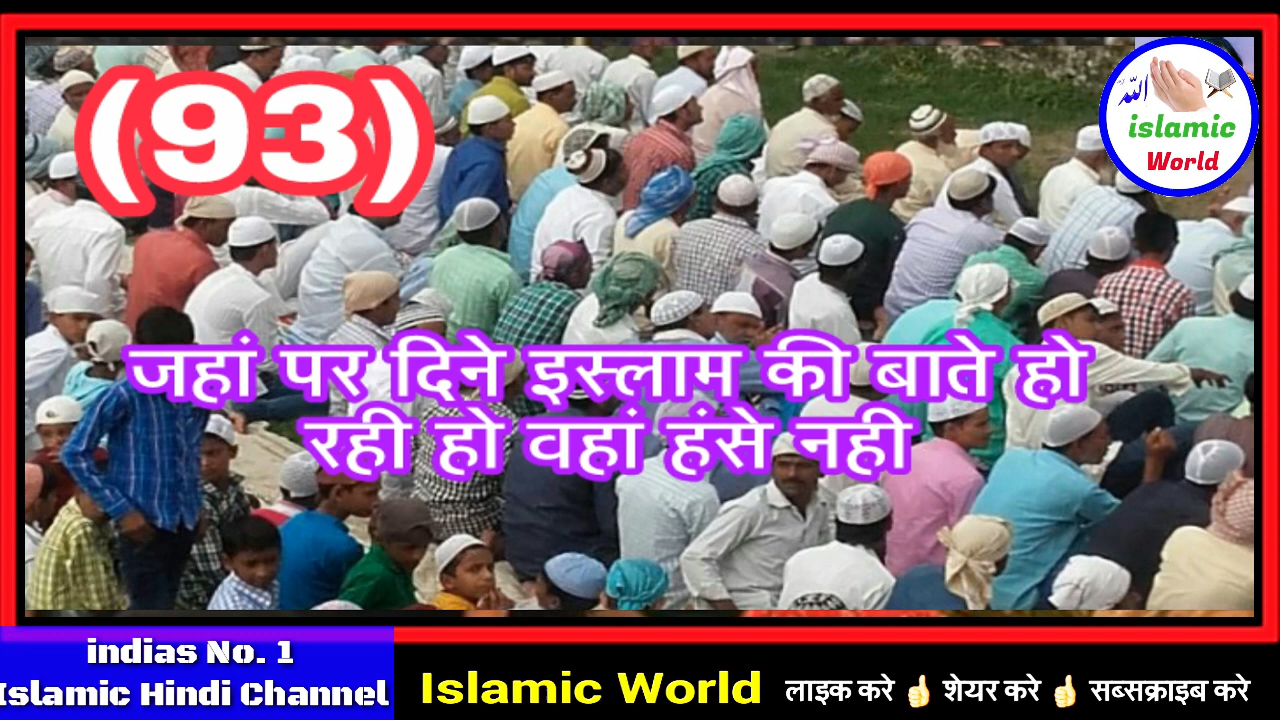 (93)
الله
islamic
World
जहां पर दिने इस्लाम की बाते हो
रही हो वहां हंसे नही
indias No. 1
Islamic Hindi Channel
Islamic World
लाइक करे 👍 शेयर करे 👍 सब्सक्राइब करे